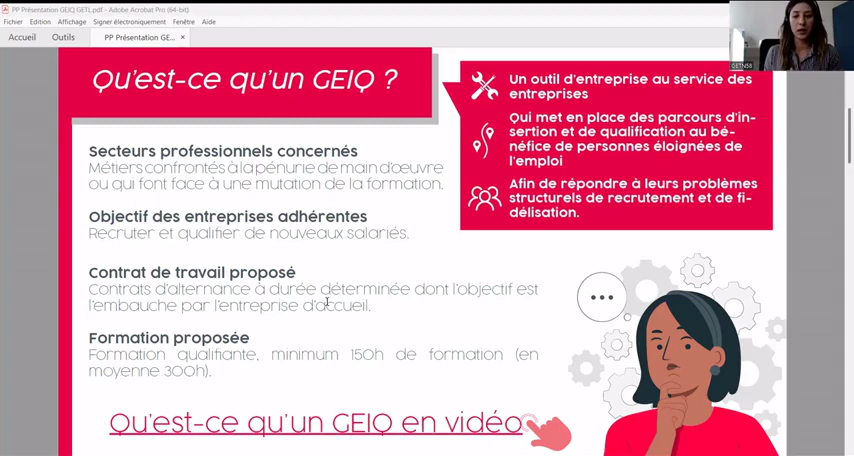 PP Présentation GEIQ GETL.pdf - Adobe Acrobat Pro (64-bit)
Fichier Edition Affichage Signer électroniquement Fenêtre Aide
Accueil Outils PP Présentation GE... ×
Qu'est-ce qu'un GEIQ ?
Un outil d'entreprise au service des
entreprises
Qui met en place des parcours d'in-
sertion et de qualification au bé-
néfice de personnes éloignées de
l'emploi
Afin de répondre à leurs problèmes
structurels de recrutement et de fi-
délisation.
Secteurs professionnels concernés
Métiers confrontés à la pénurie de main d'œuvre
ou qui font face à une mutation de la formation.
Objectif des entreprises adhérentes
Recruter et qualifier de nouveaux salariés.
Contrat de travail proposé
Contrats d'alternance à durée déterminée dont l'objectif est
l'embauche par l'entreprise d'accueil.
Formation proposée
Formation qualifiante, minimum 150h de formation (en
moyenne 300h).
Qu'est-ce qu'un GEIQ en vidéo